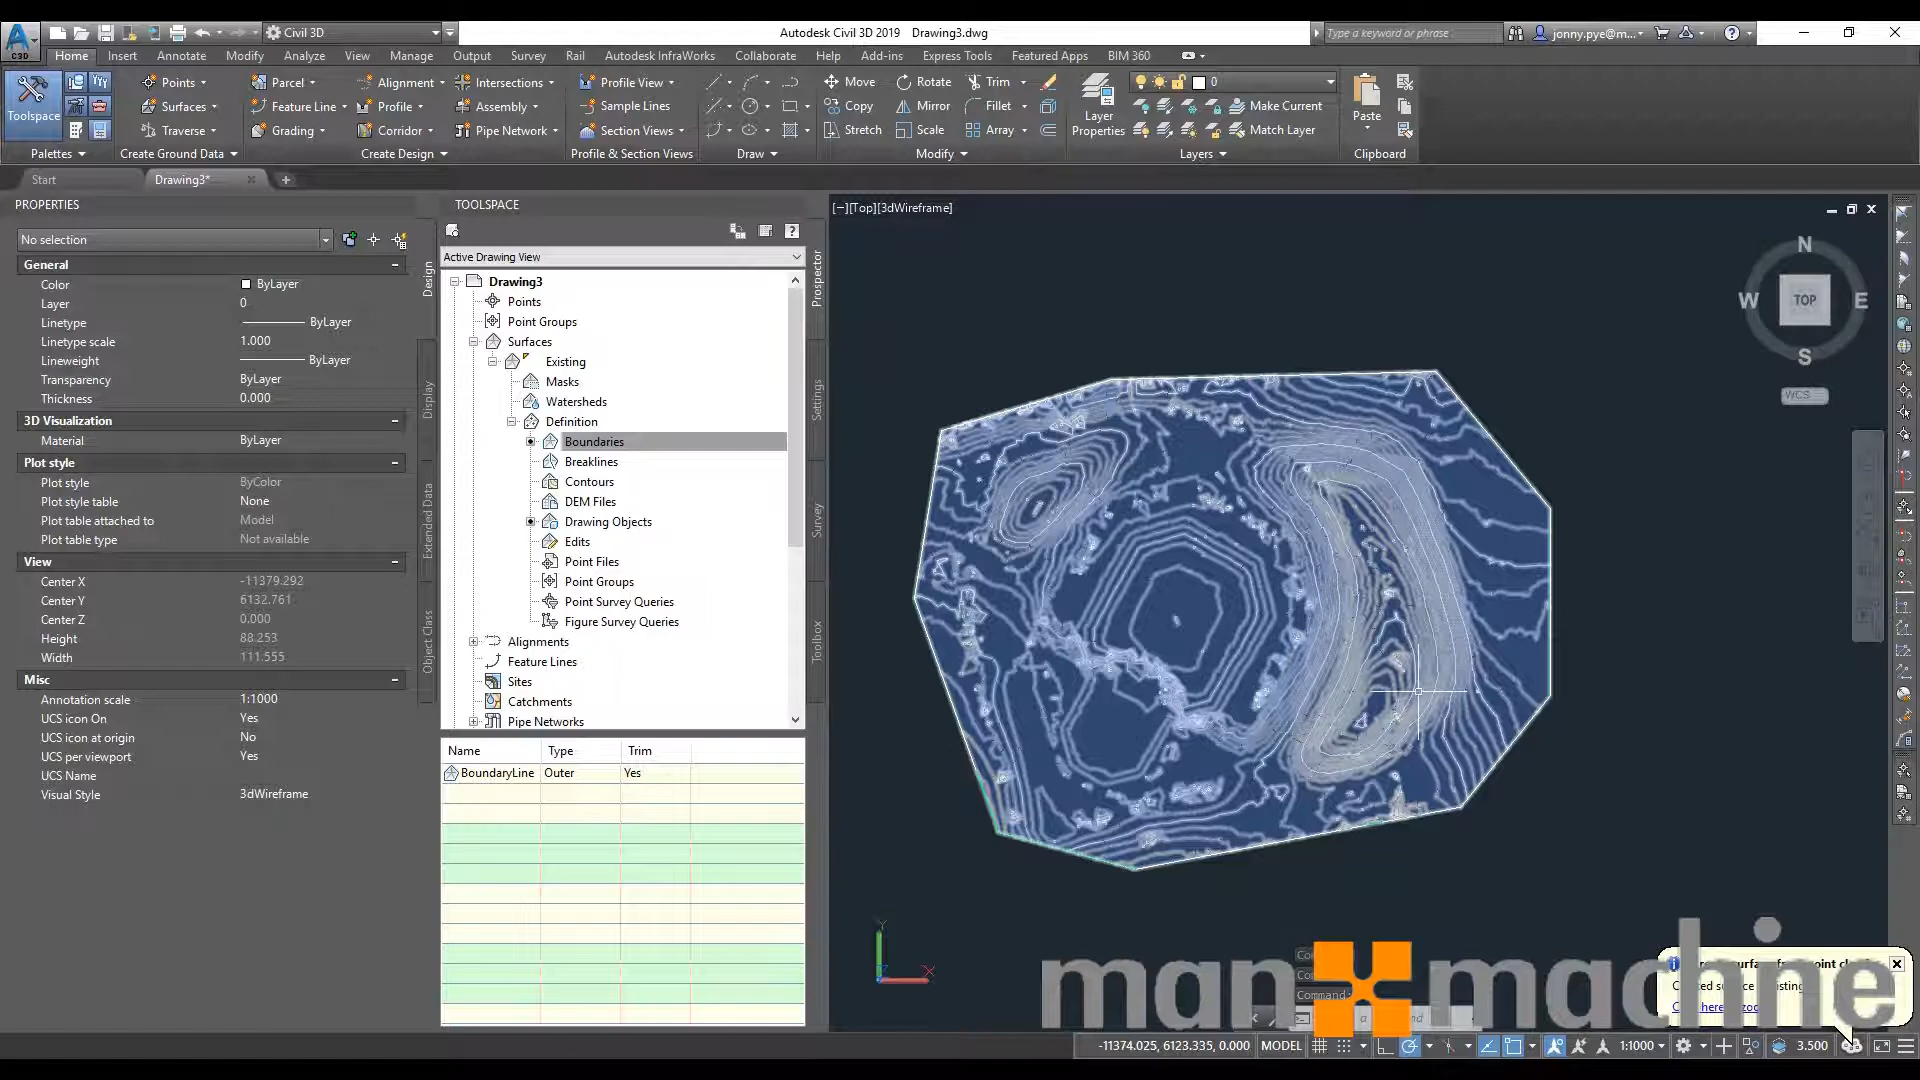 Civil 3D
Autodesk Civil 3D 2019 Drawing3.dwg
Type a keyword or phrase
jonny.pye@m...
Home Insert Annotate Modify Analyze View Manage Output Survey Rail Autodesk InfraWorks Collaborate Help Add-ins Express Tools Featured Apps BIM 360
Points Parcel Alignment Intersections Profile View Move Rotate Trim 0
Toolspace Surfaces Feature Line Profile Assembly Sample Lines Copy Mirror Fillet Layer Properties Make Current Paste
Traverse Grading Corridor Pipe Network Section Views Stretch Scale Array Match Layer
Palettes Create Ground Data Create Design Profile & Section Views Draw Modify Layers Clipboard
Start Drawing3*
PROPERTIES
No selection
General
Color ByLayer
Layer 0
Linetype ByLayer
Linetype scale 1.000
Lineweight ByLayer
Transparency ByLayer
Thickness 0.000
3D Visualization
Material ByLayer
Plot style
Plot style ByColor
Plot style table None
Plot table attached to Model
Plot table type Not available
View
Center X -11379.292
Center Y 6132.761
Center Z 0.000
Height 88.253
Width 111.555
Misc
Annotation scale 1:1000
UCS icon On Yes
UCS icon at origin No
UCS per viewport Yes
UCS Name
Visual Style 3dWireframe
Design
Display
Extended Data
Object Class
TOOLSPACE
Active Drawing View
Drawing3
Points
Point Groups
Surfaces
Existing
Masks
Watersheds
Definition
Boundaries
Breaklines
Contours
DEM Files
Drawing Objects
Edits
Point Files
Point Groups
Point Survey Queries
Figure Survey Queries
Alignments
Feature Lines
Sites
Catchments
Pipe Networks
Name Type Trim
BoundaryLine Outer Yes
Prospector
Settings
Survey
Toolbox
[−][Top][3dWireframe]
N
W TOP E
S
WCS
Y
X
Command:
man machine
-11374.025, 6123.335, 0.000 MODEL 1:1000 3.500